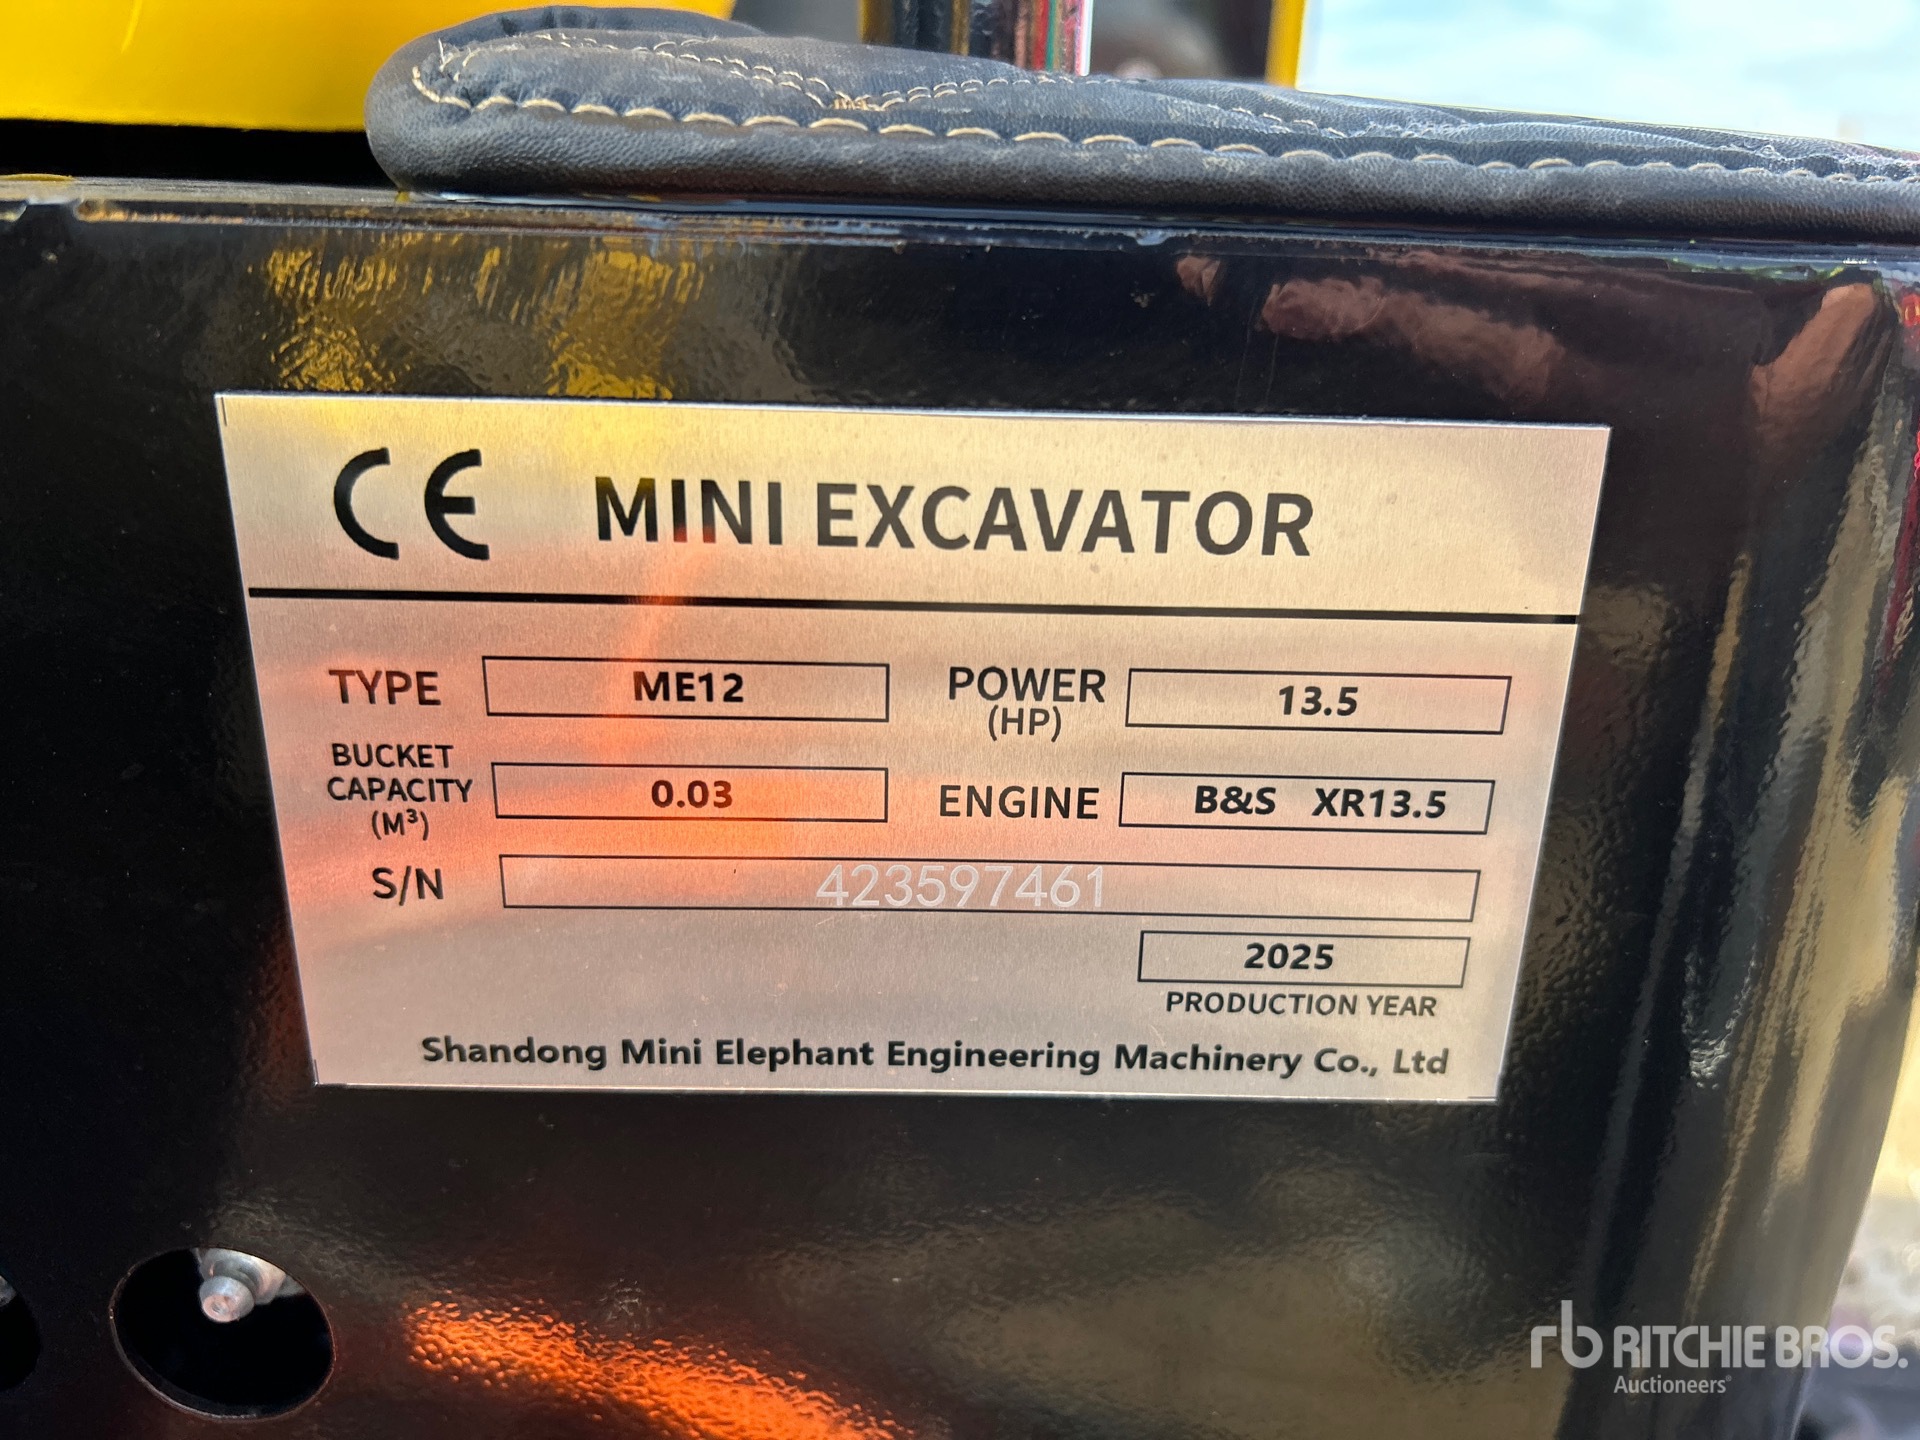 CE MINI EXCAVATOR
TYPE ME12 POWER (HP) 13.5
BUCKET CAPACITY (M³) 0.03 ENGINE B&S XR13.5
S/N 423597461
2025
PRODUCTION YEAR
Shandong Mini Elephant Engineering Machinery Co., Ltd
rb RITCHIE BROS.
Auctioneers